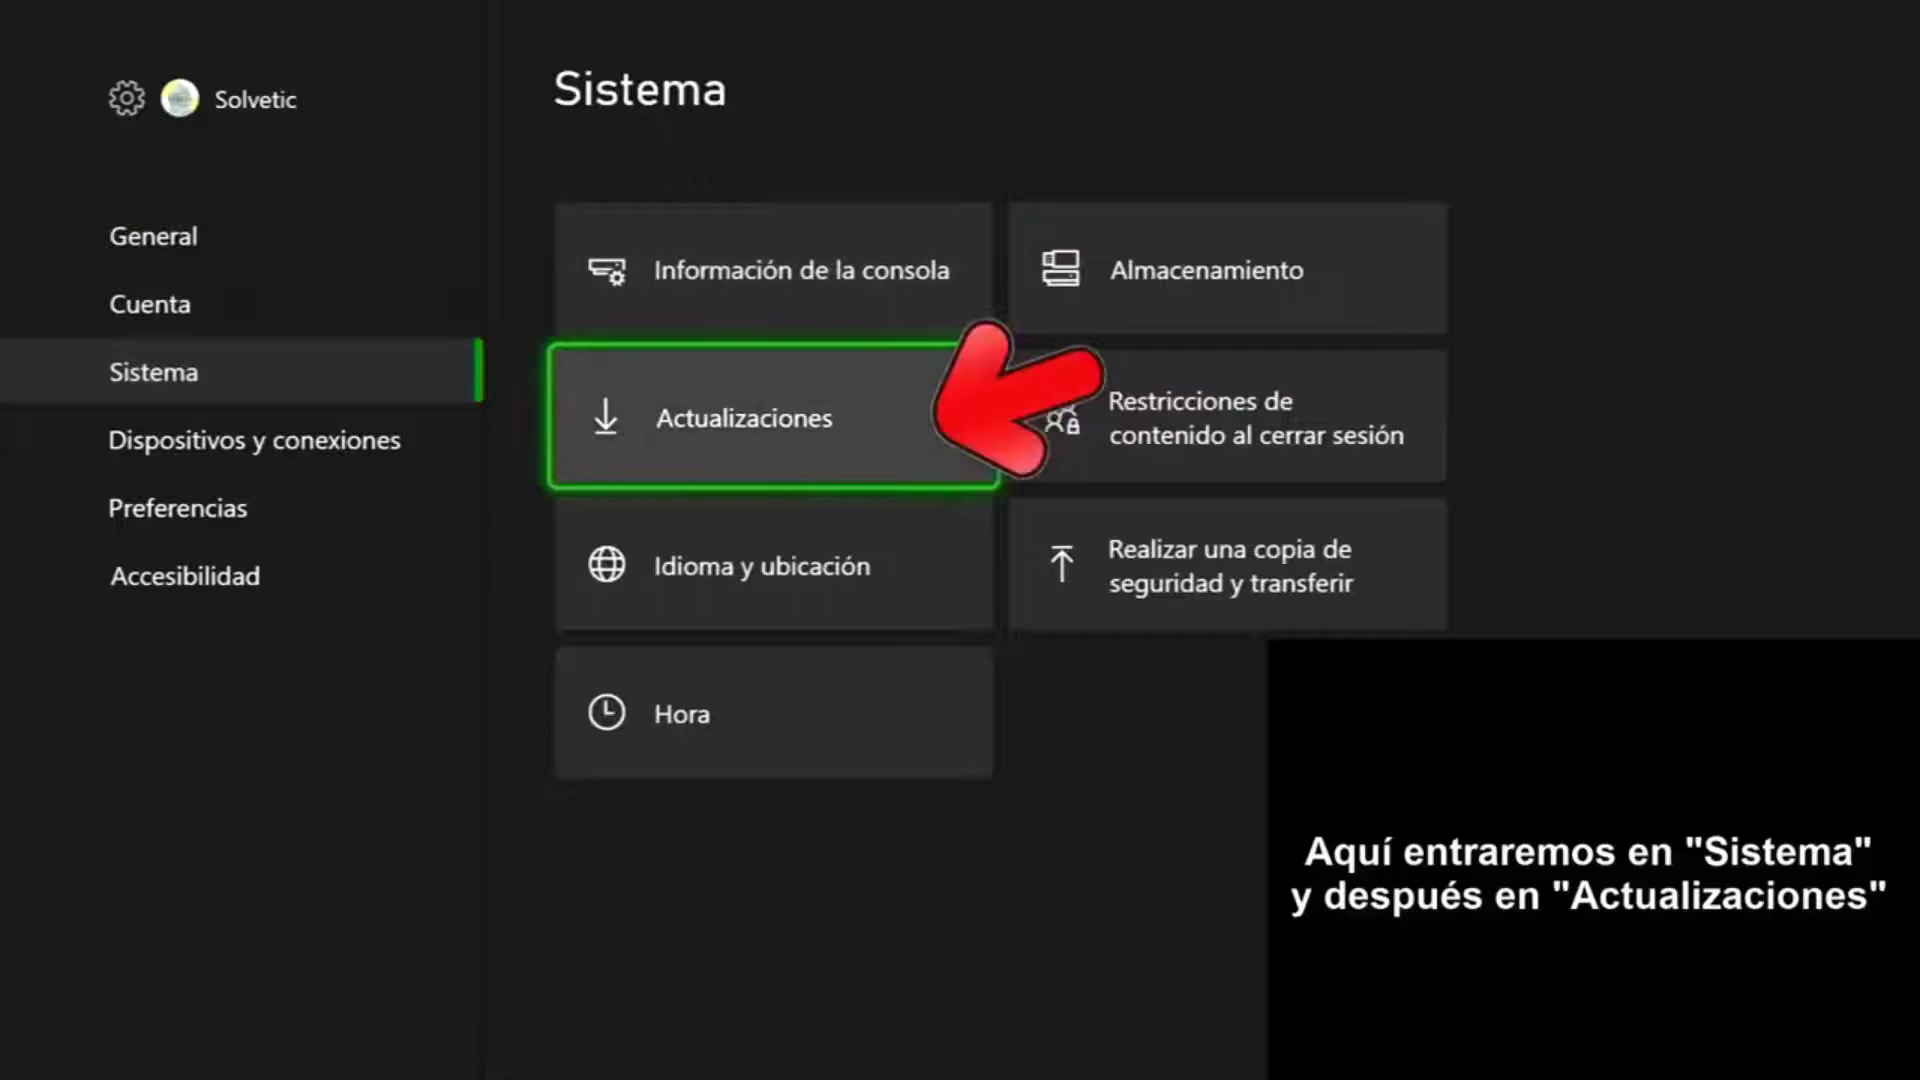 Solvetic
Sistema
General
Cuenta
Sistema
Dispositivos y conexiones
Preferencias
Accesibilidad
Información de la consola
Almacenamiento
Actualizaciones
Restricciones de
contenido al cerrar sesión
Idioma y ubicación
Realizar una copia de
seguridad y transferir
Hora
Aquí entraremos en "Sistema"
y después en "Actualizaciones"